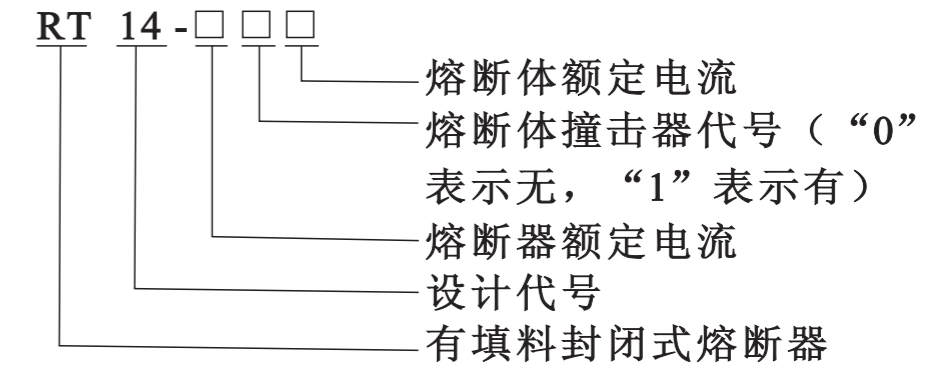 RT 14-□□□
熔断体额定电流
熔断体撞击器代号（“0”
表示无，“1”表示有）
熔断器额定电流
设计代号
有填料封闭式熔断器